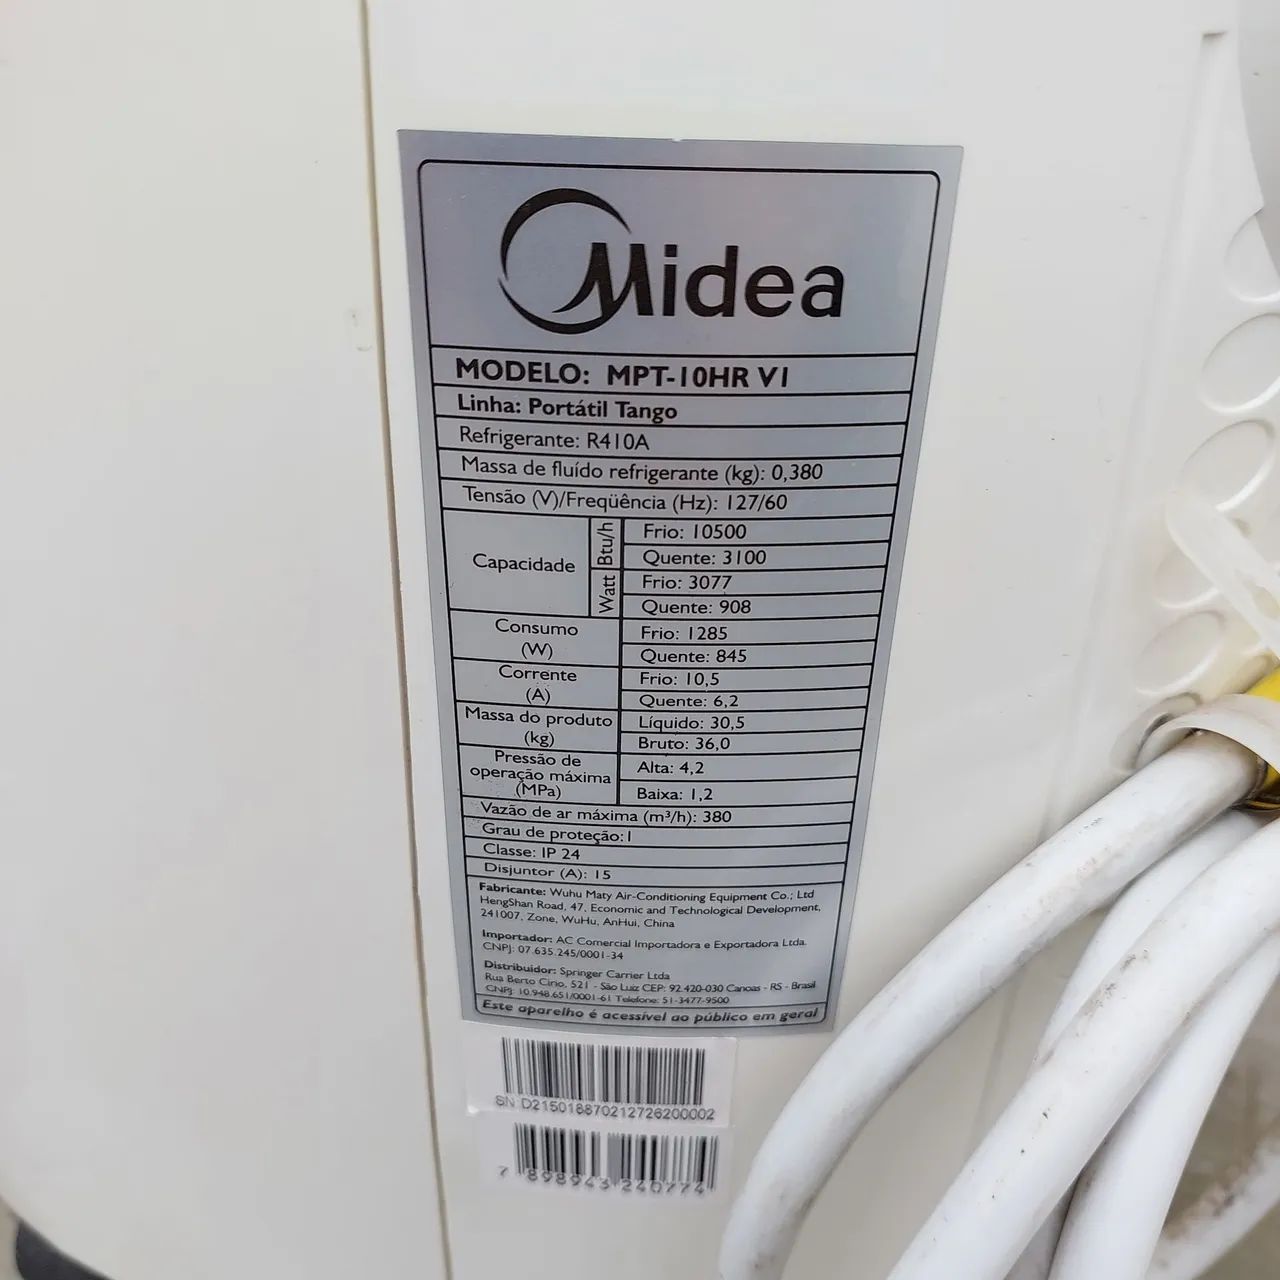 Midea
MODELO: MPT-10HR V1
Linha: Portátil Tango
Refrigerante: R410A
Massa de fluído refrigerante (kg): 0,380
Tensão (V)/Freqüência (Hz): 127/60
Capacidade
Btu/h
Frio: 10500
Quente: 3100
Watt
Frio: 3077
Quente: 908
Consumo
(W)
Frio: 1285
Quente: 845
Corrente
(A)
Frio: 10,5
Quente: 6,2
Massa do produto
(kg)
Líquido: 30,5
Bruto: 36,0
Pressão de
operação máxima
(MPa)
Alta: 4,2
Baixa: 1,2
Vazão de ar máxima (m³/h): 380
Grau de proteção:I
Classe: IP 24
Disjuntor (A): 15
Fabricante: Wuhu Maty Air-Conditioning Equipment Co.; Ltd
HengShan Road, 47, Economic and Technological Development,
241007, Zone, WuHu, AnHui, China
Importador: AC Comercial Importadora e Exportadora Ltda.
CNPJ: 07.635.245/0001-34
Distribuidor: Springer Carrier Ltda
Rua Berto Cirio, 521 - São Luiz CEP: 92.420-030 Canoas - RS - Brasil
CNPJ: 10.948.651/0001-61 Telefone: 51-3477-9500
Este aparelho é acessível ao público em geral
SN D2150188702127262000​02
7 898943 240774